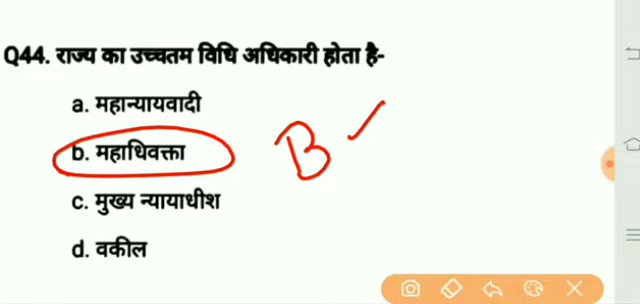 Q44. राज्य का उच्चतम विधि अधिकारी होता है-
a. महान्यायवादी
b. महाधिवक्ता
B
c. मुख्य न्यायाधीश
d. वकील